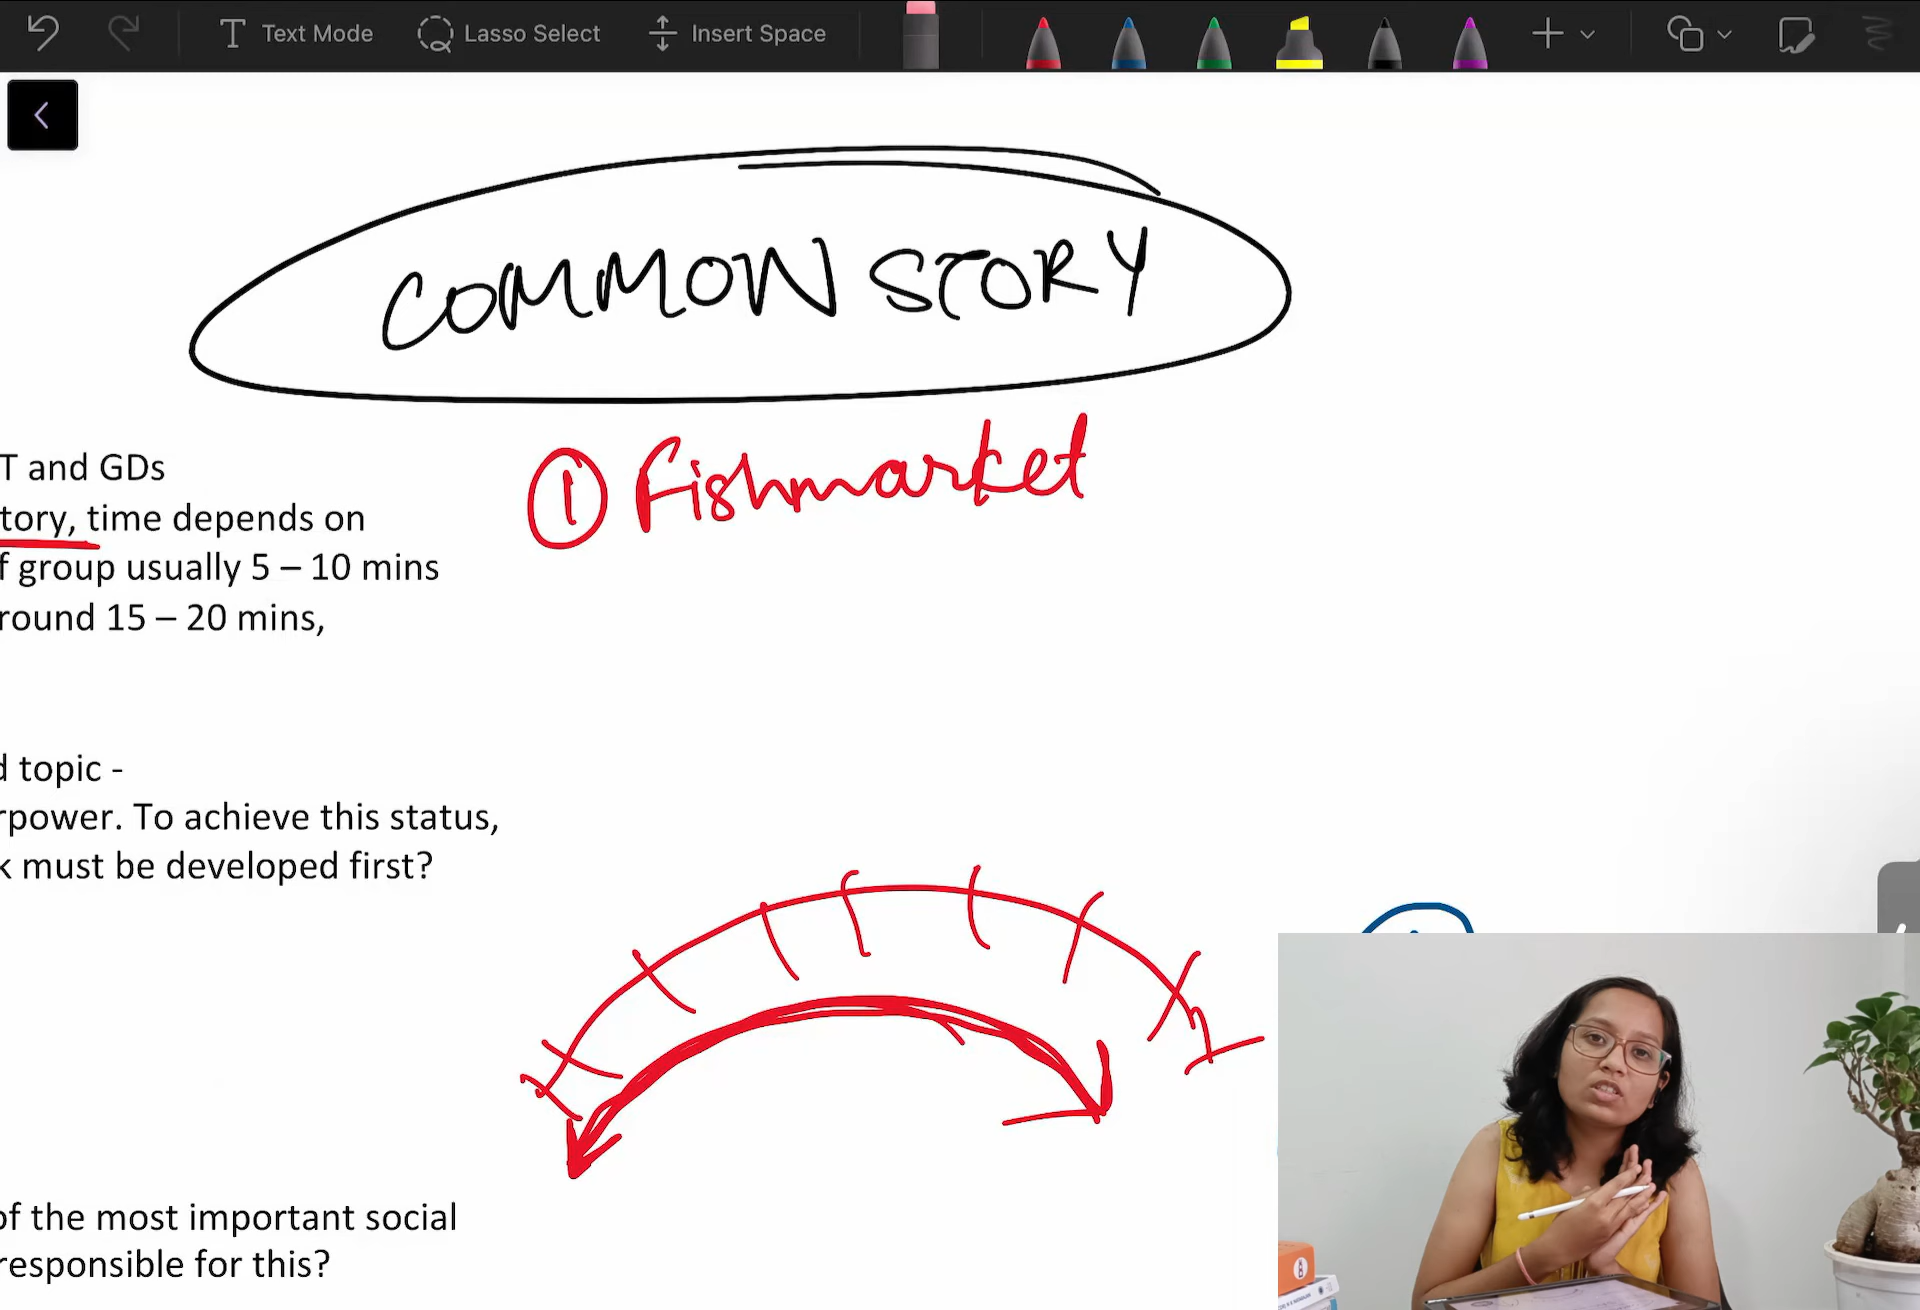 Text Mode Lasso Select Insert Space
COMMON STORY
① Fishmarket
T and GDs
tory, time depends on
f group usually 5 – 10 mins
round 15 – 20 mins,
d topic -
rpower. To achieve this status,
k must be developed first?
of the most important social
responsible for this?